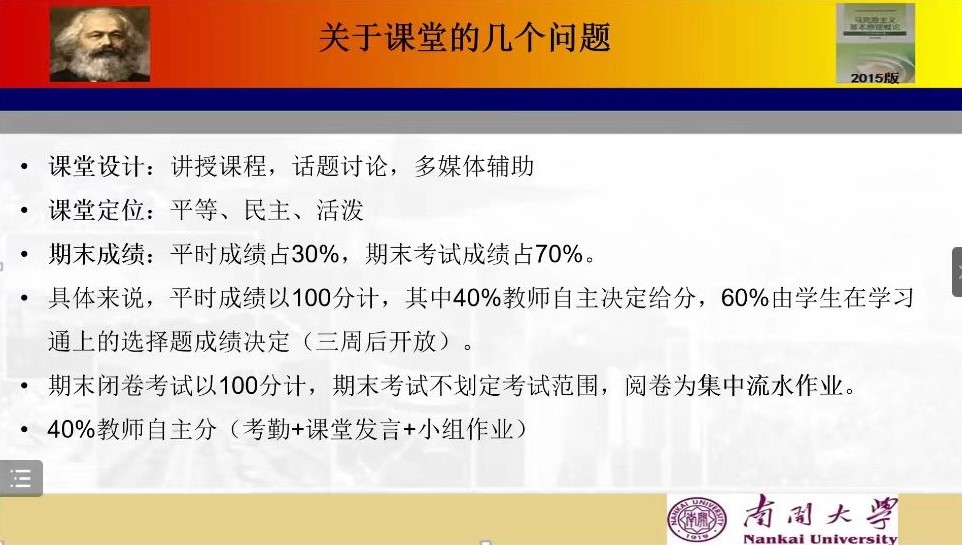 关于课堂的几个问题
马克思主义
基本原理概论
2015版
• 课堂设计：讲授课程，话题讨论，多媒体辅助
• 课堂定位：平等、民主、活泼
• 期末成绩：平时成绩占30%，期末考试成绩占70%。
• 具体来说，平时成绩以100分计，其中40%教师自主决定给分，60%由学生在学习
通上的选择题成绩决定（三周后开放）。
• 期末闭卷考试以100分计，期末考试不划定考试范围，阅卷为集中流水作业。
• 40%教师自主分（考勤+课堂发言+小组作业）
NANKAI UNIVERSITY
南开
1919
南開大學
Nankai University